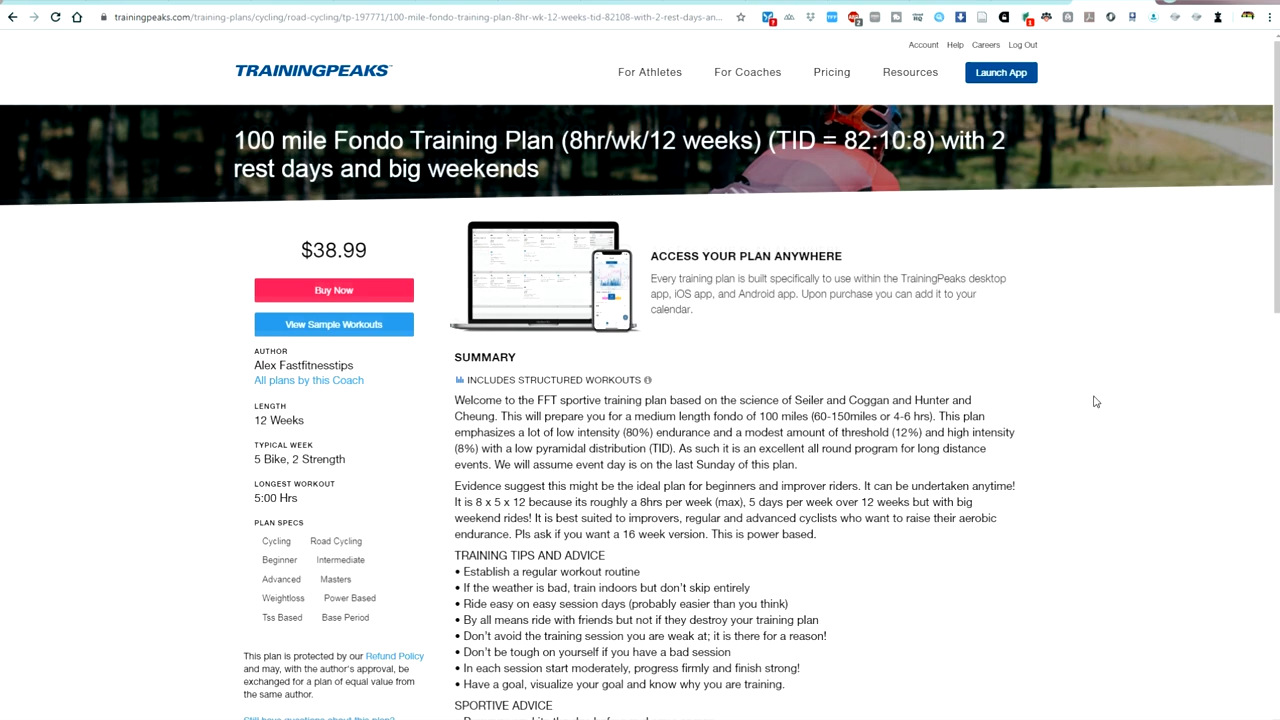 trainingpeaks.com/training-plans/cycling/road-cycling/tp-197771/100-mile-fondo-training-plan-8hr-wk-12-weeks-tid-82108-with-2-rest-days-an...
Account Help Careers Log Out
TRAININGPEAKS
For Athletes For Coaches Pricing Resources Launch App
100 mile Fondo Training Plan (8hr/wk/12 weeks) (TID = 82:10:8) with 2
rest days and big weekends
$38.99
Buy Now
View Sample Workouts
AUTHOR
Alex Fastfitnesstips
All plans by this Coach
LENGTH
12 Weeks
TYPICAL WEEK
5 Bike, 2 Strength
LONGEST WORKOUT
5:00 Hrs
PLAN SPECS
Cycling Road Cycling
Beginner Intermediate
Advanced Masters
Weightloss Power Based
Tss Based Base Period
This plan is protected by our Refund Policy
and may, with the author's approval, be
exchanged for a plan of equal value from
the same author.
Still have questions about this plan?
ACCESS YOUR PLAN ANYWHERE
Every training plan is built specifically to use within the TrainingPeaks desktop
app, iOS app, and Android app. Upon purchase you can add it to your
calendar.
SUMMARY
INCLUDES STRUCTURED WORKOUTS
Welcome to the FFT sportive training plan based on the science of Seiler and Coggan and Hunter and
Cheung. This will prepare you for a medium length fondo of 100 miles (60-150miles or 4-6 hrs). This plan
emphasizes a lot of low intensity (80%) endurance and a modest amount of threshold (12%) and high intensity
(8%) with a low pyramidal distribution (TID). As such it is an excellent all round program for long distance
events. We will assume event day is on the last Sunday of this plan.
Evidence suggest this might be the ideal plan for beginners and improver riders. It can be undertaken anytime!
It is 8 x 5 x 12 because its roughly a 8hrs per week (max), 5 days per week over 12 weeks but with big
weekend rides! It is best suited to improvers, regular and advanced cyclists who want to raise their aerobic
endurance. Pls ask if you want a 16 week version. This is power based.
TRAINING TIPS AND ADVICE
• Establish a regular workout routine
• If the weather is bad, train indoors but don't skip entirely
• Ride easy on easy session days (probably easier than you think)
• By all means ride with friends but not if they destroy your training plan
• Don't avoid the training session you are weak at; it is there for a reason!
• Don't be tough on yourself if you have a bad session
• In each session start moderately, progress firmly and finish strong!
• Have a goal, visualize your goal and know why you are training.
SPORTIVE ADVICE